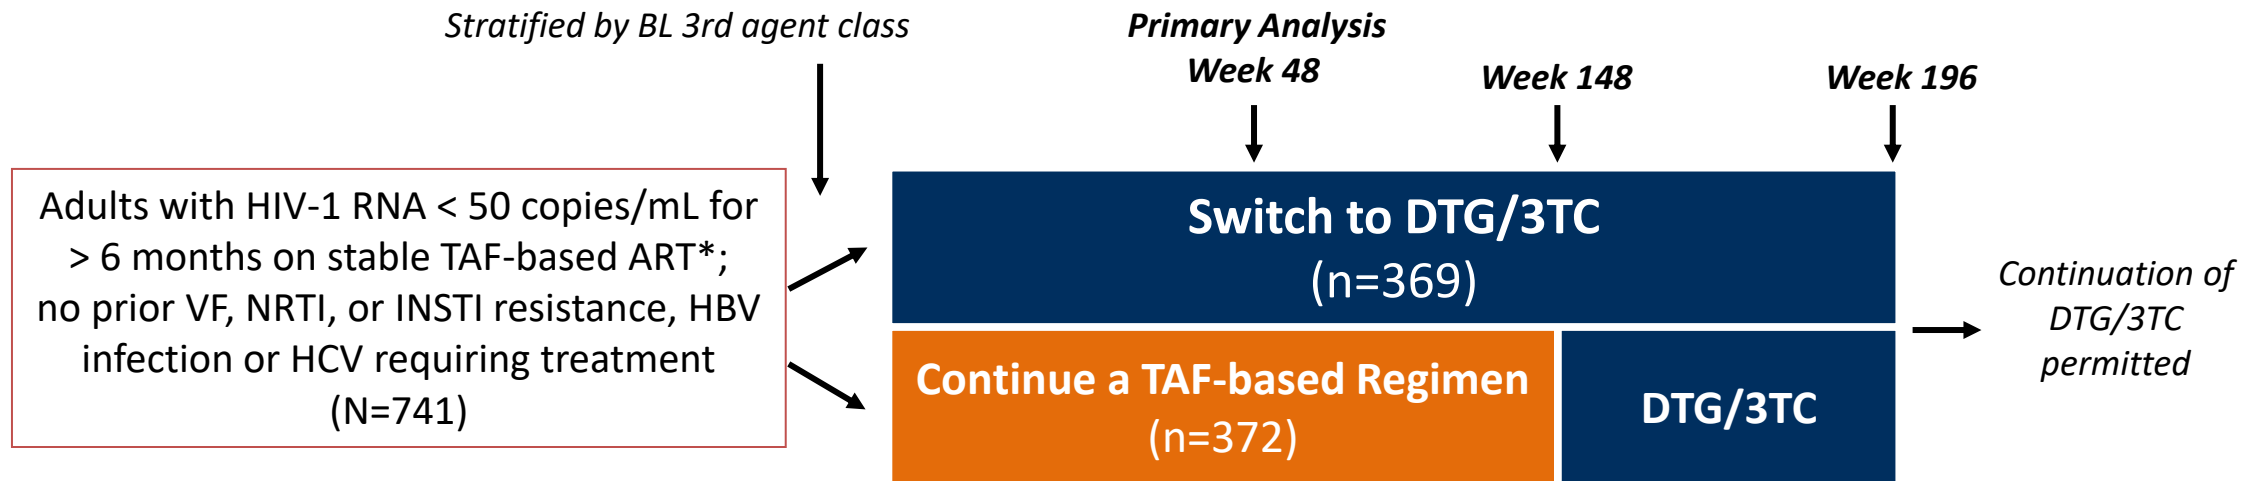 Stratified by BL 3rd agent class
Primary Analysis
Week 48
Week 148
Week 196
Adults with HIV-1 RNA < 50 copies/mL for
> 6 months on stable TAF-based ART*;
no prior VF, NRTI, or INSTI resistance, HBV
infection or HCV requiring treatment
(N=741)
Switch to DTG/3TC
(n=369)
Continue a TAF-based Regimen
(n=372)
DTG/3TC
Continuation of
DTG/3TC
permitted